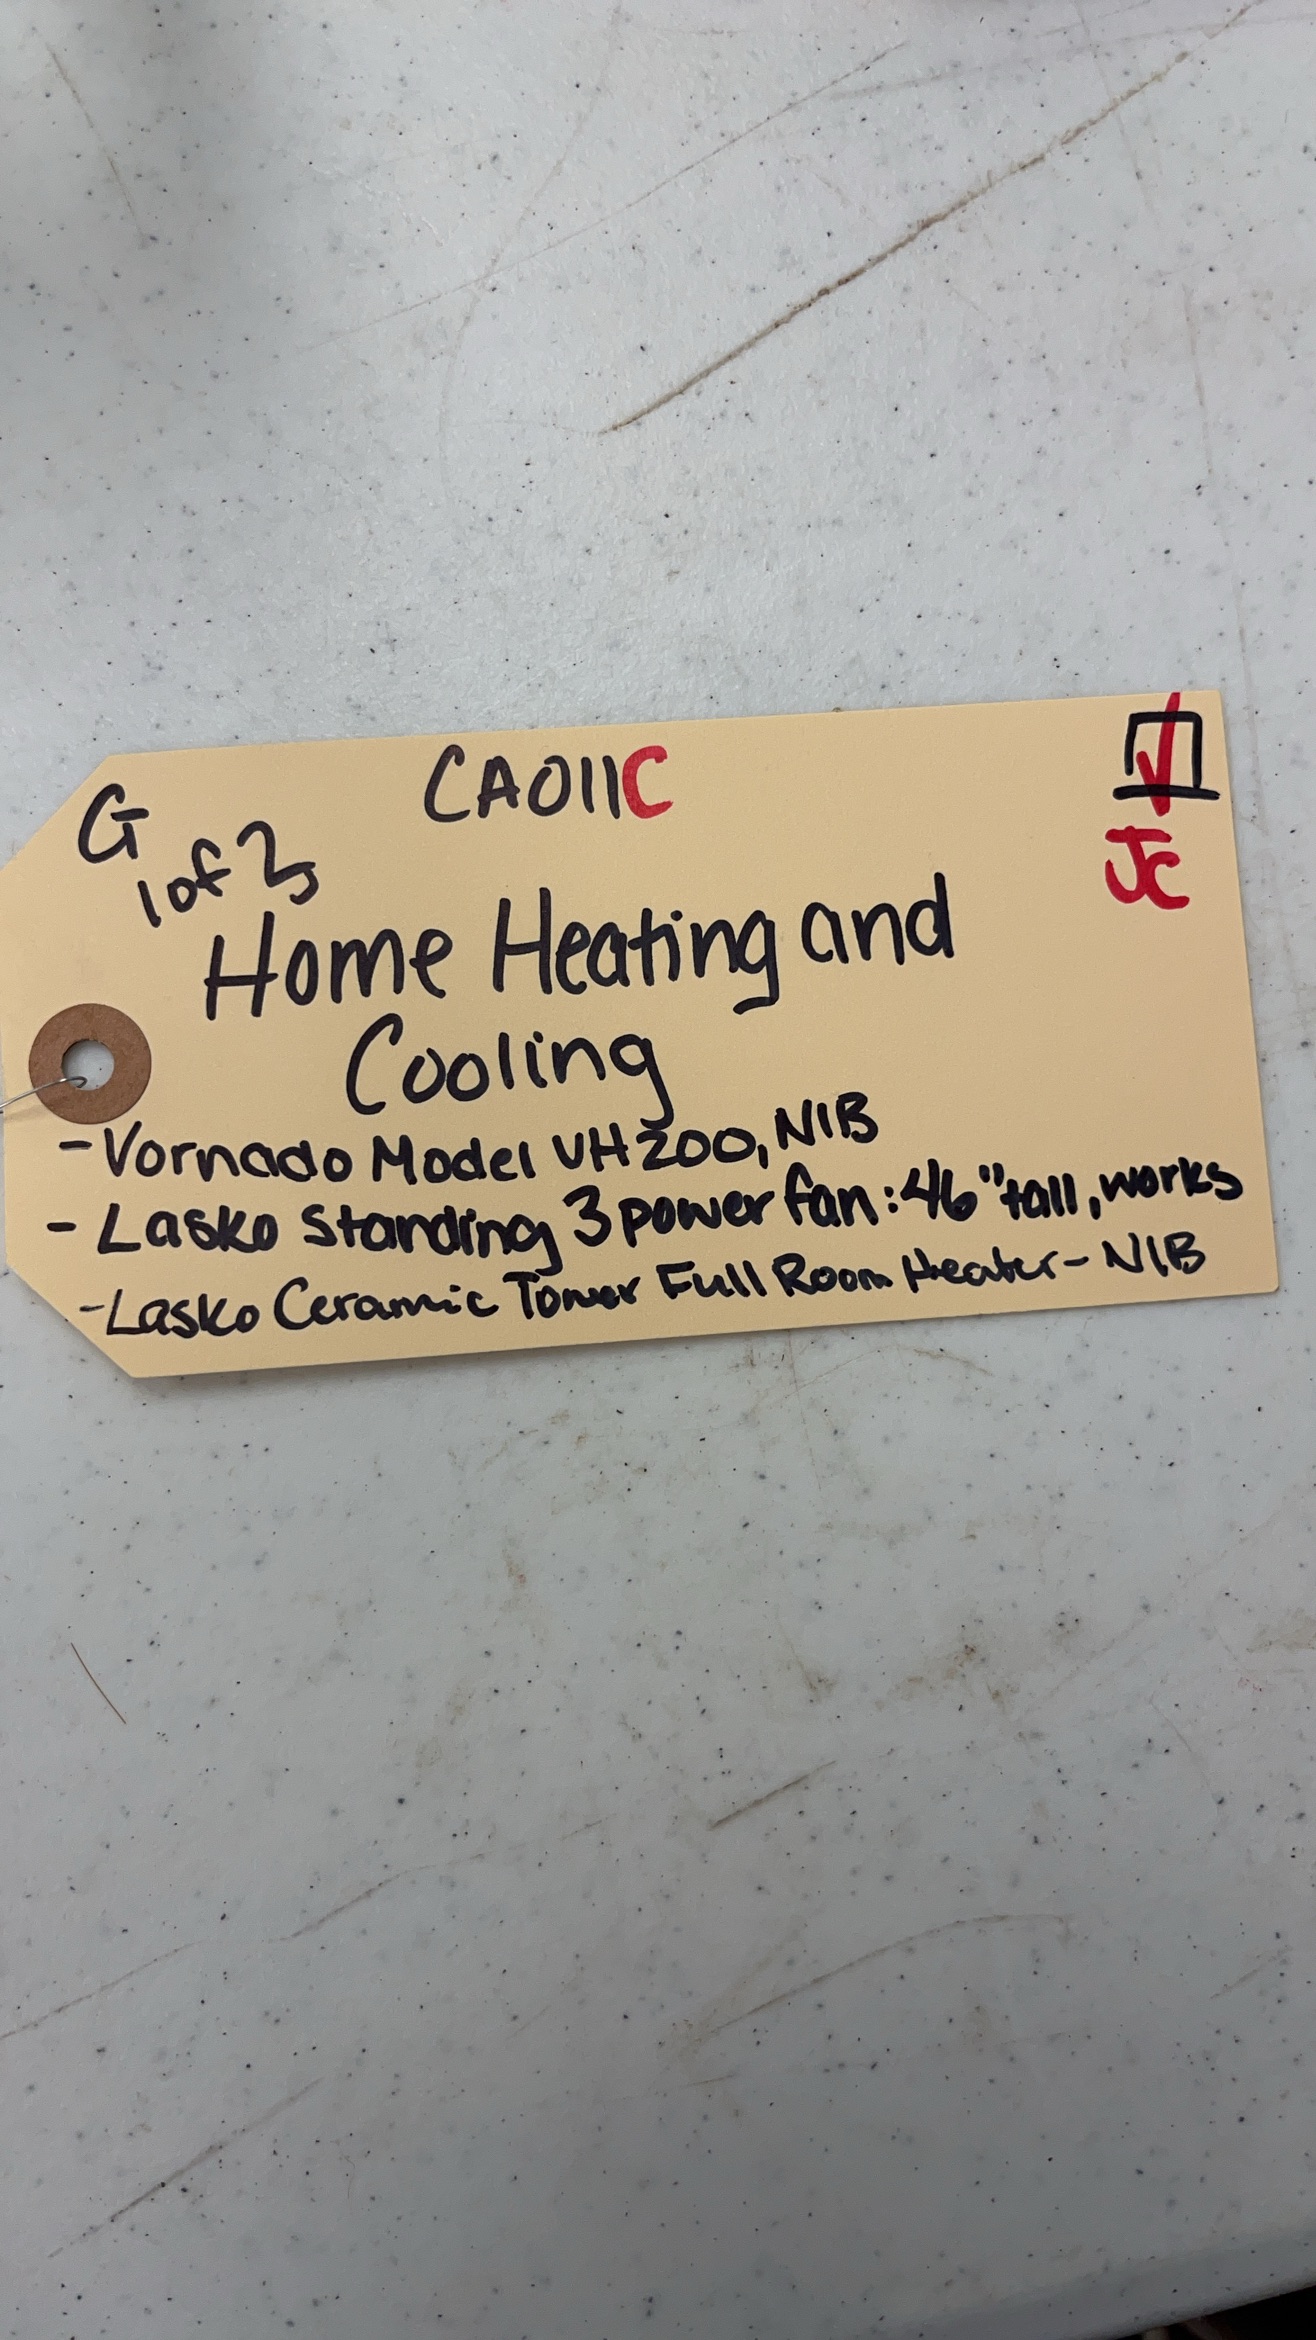 CA011C
G
1 of 3
JC
Home Heating and
Cooling
- Vornado Model VH200, NIB
- Lasko Standing 3 power fan: 46" tall, works
- Lasko Ceramic Tower Full Room Heater - NIB